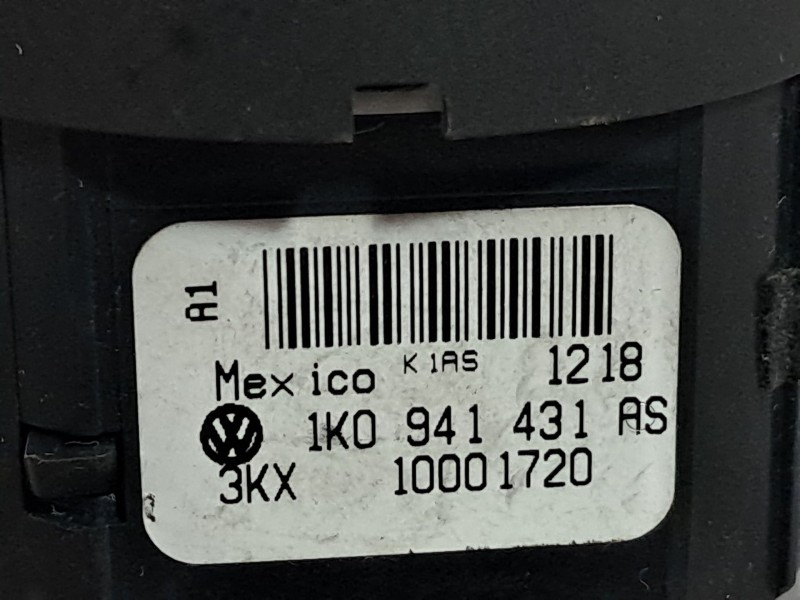 A1
K 1AS
Mexico 1218
1K0 941 431 AS
3KX 10001720